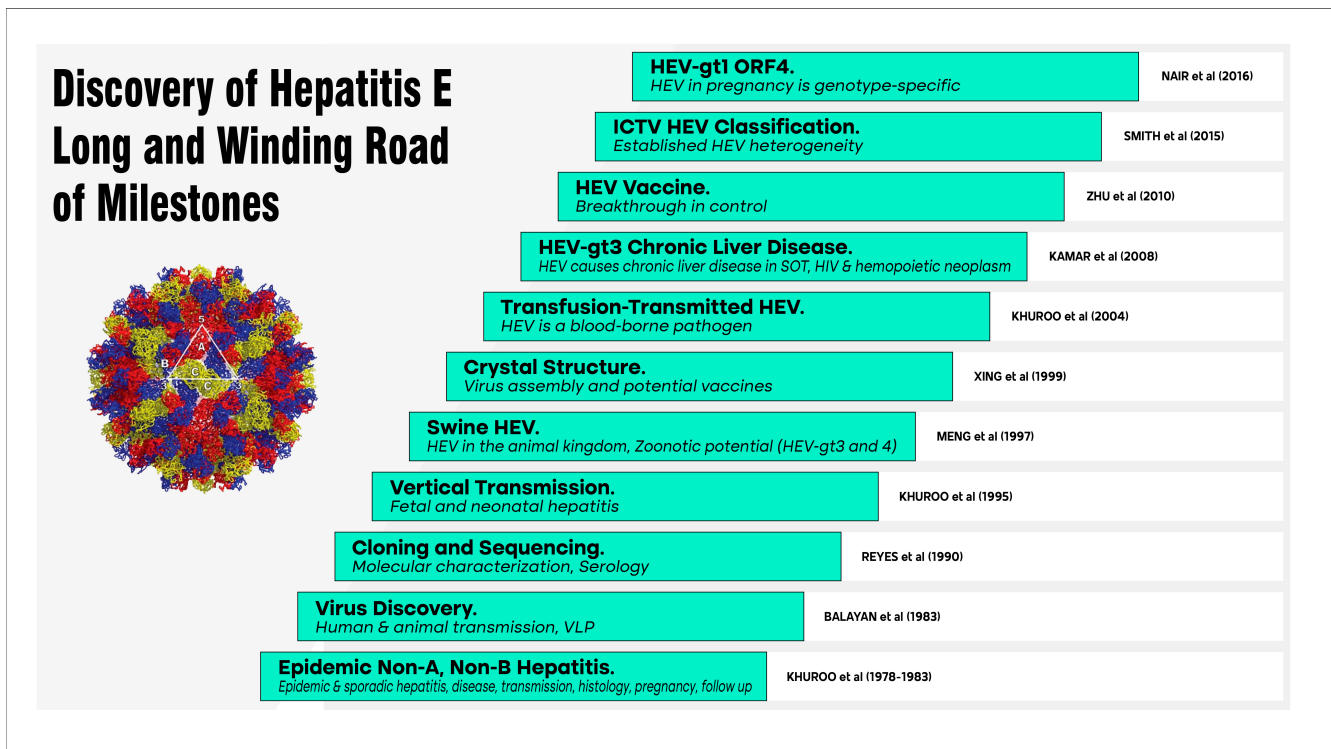 Discovery of Hepatitis E
Long and Winding Road
of Milestones
HEV-gt1 ORF4.
HEV in pregnancy is genotype-specific
NAIR et al (2016)
ICTV HEV Classification.
Established HEV heterogeneity
SMITH et al (2015)
HEV Vaccine.
Breakthrough in control
ZHU et al (2010)
HEV-gt3 Chronic Liver Disease.
HEV causes chronic liver disease in SOT, HIV & hemopoietic neoplasm
KAMAR et al (2008)
Transfusion-Transmitted HEV.
HEV is a blood-borne pathogen
KHUROO et al (2004)
Crystal Structure.
Virus assembly and potential vaccines
XING et al (1999)
Swine HEV.
HEV in the animal kingdom, Zoonotic potential (HEV-gt3 and 4)
MENG et al (1997)
Vertical Transmission.
Fetal and neonatal hepatitis
KHUROO et al (1995)
Cloning and Sequencing.
Molecular characterization, Serology
REYES et al (1990)
Virus Discovery.
Human & animal transmission, VLP
BALAYAN et al (1983)
Epidemic Non-A, Non-B Hepatitis.
Epidemic & sporadic hepatitis, disease, transmission, histology, pregnancy, follow up
KHUROO et al (1978-1983)
5
A
B
C
3
C